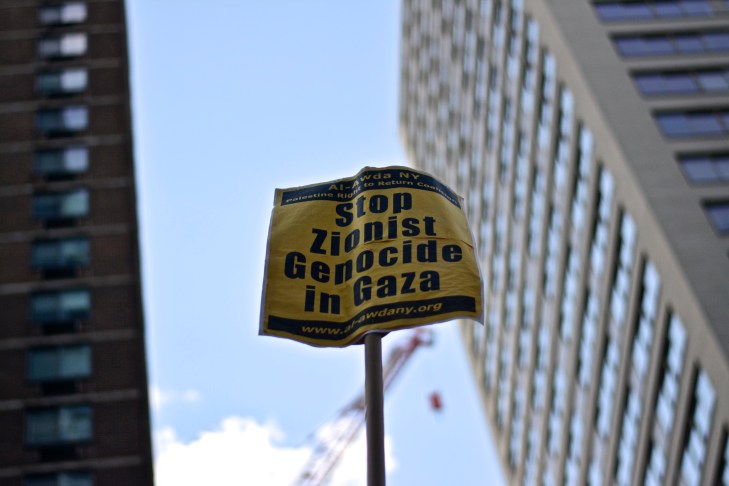 Al-Awda NY
Palestine Right to Return Coalition
Stop
Zionist
Genocide
in Gaza
www.al-awdany.org